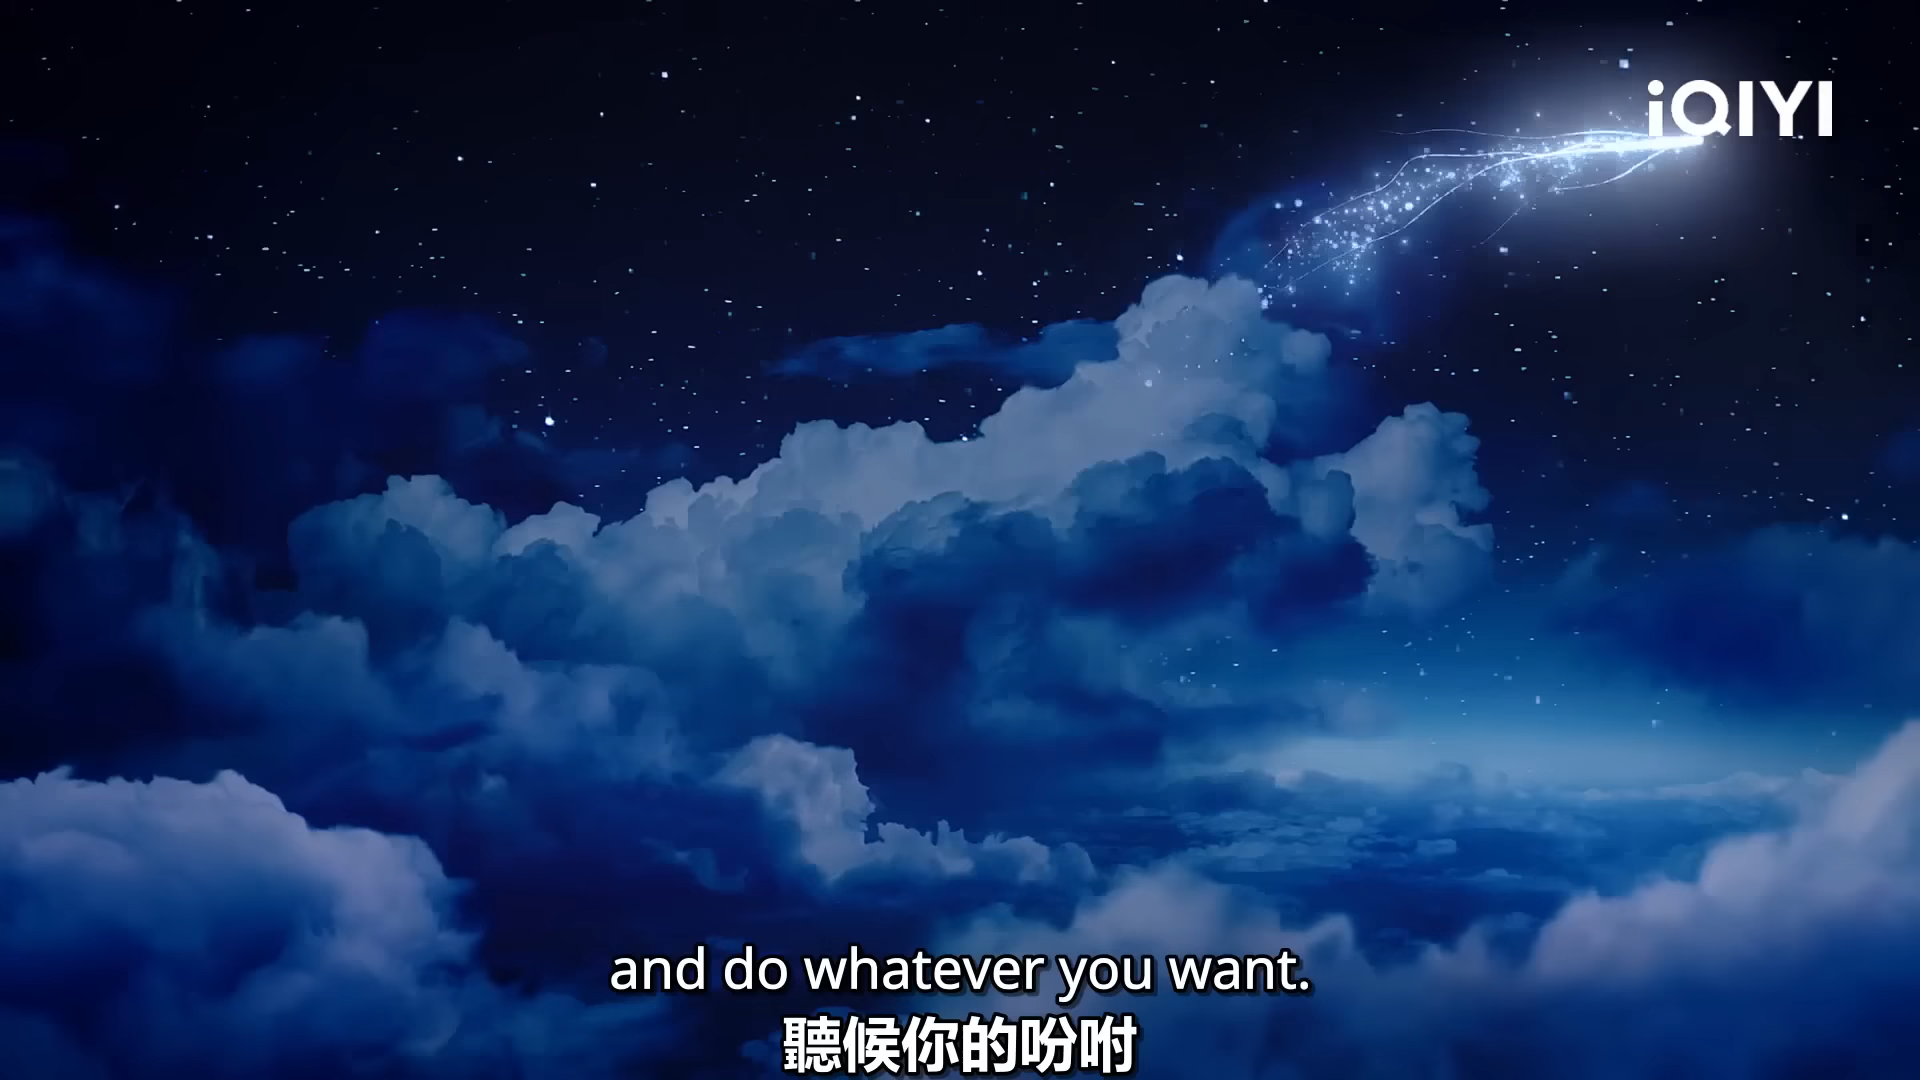 iQIYI
and do whatever you want.
聽候你的吩咐